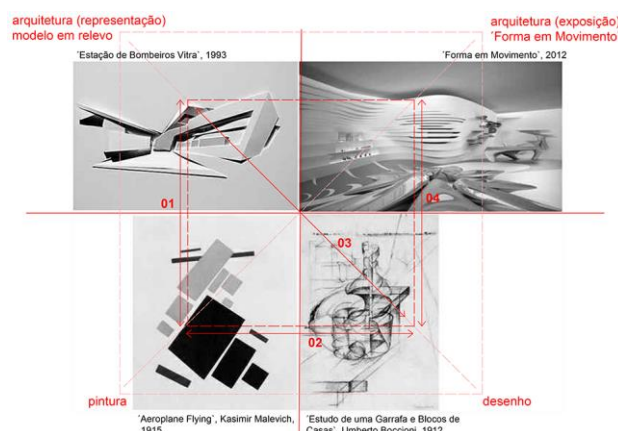 arquitetura (representação)
modelo em relevo
arquitetura (exposição)
'Forma em Movimento'
'Estação de Bombeiros Vitra', 1993
'Forma em Movimento', 2012
01
04
03
02
pintura
desenho
'Aeroplane Flying', Kasimir Malevich,
1915
'Estudo de uma Garrafa e Blocos de
Casas', Umberto Boccioni, 1912